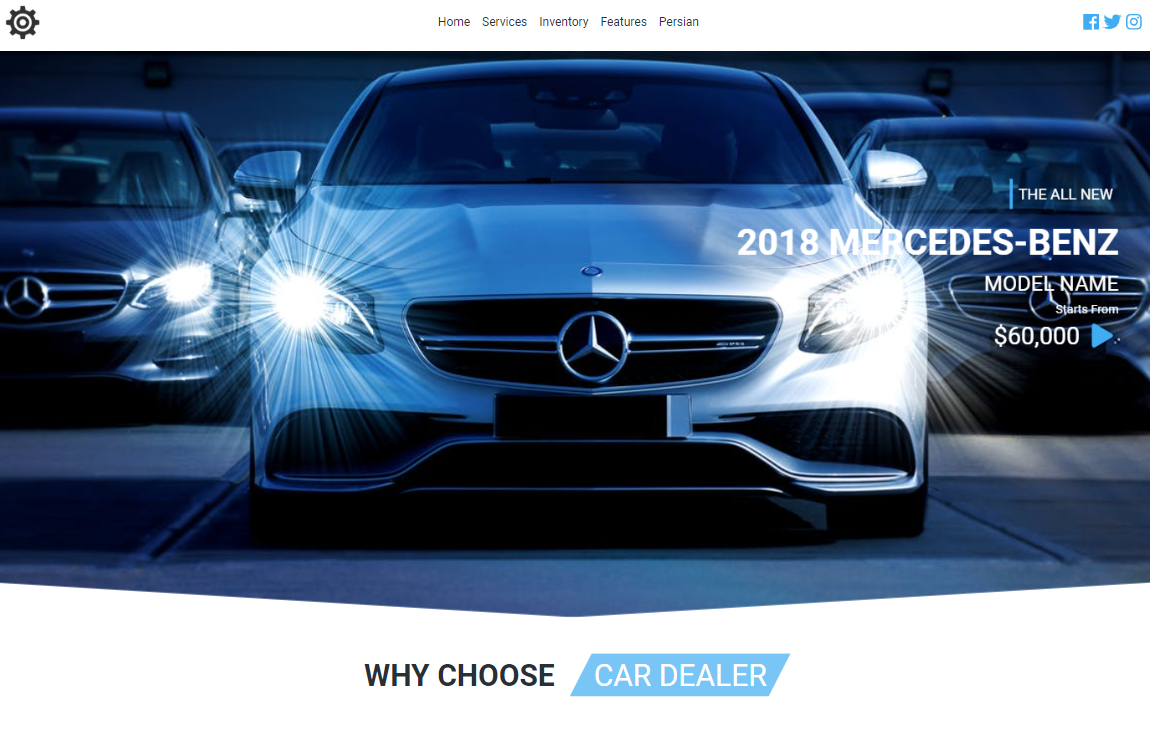 Home Services Inventory Features Persian
THE ALL NEW
2018 MERCEDES-BENZ
MODEL NAME
Starts From
$60,000
WHY CHOOSE CAR DEALER